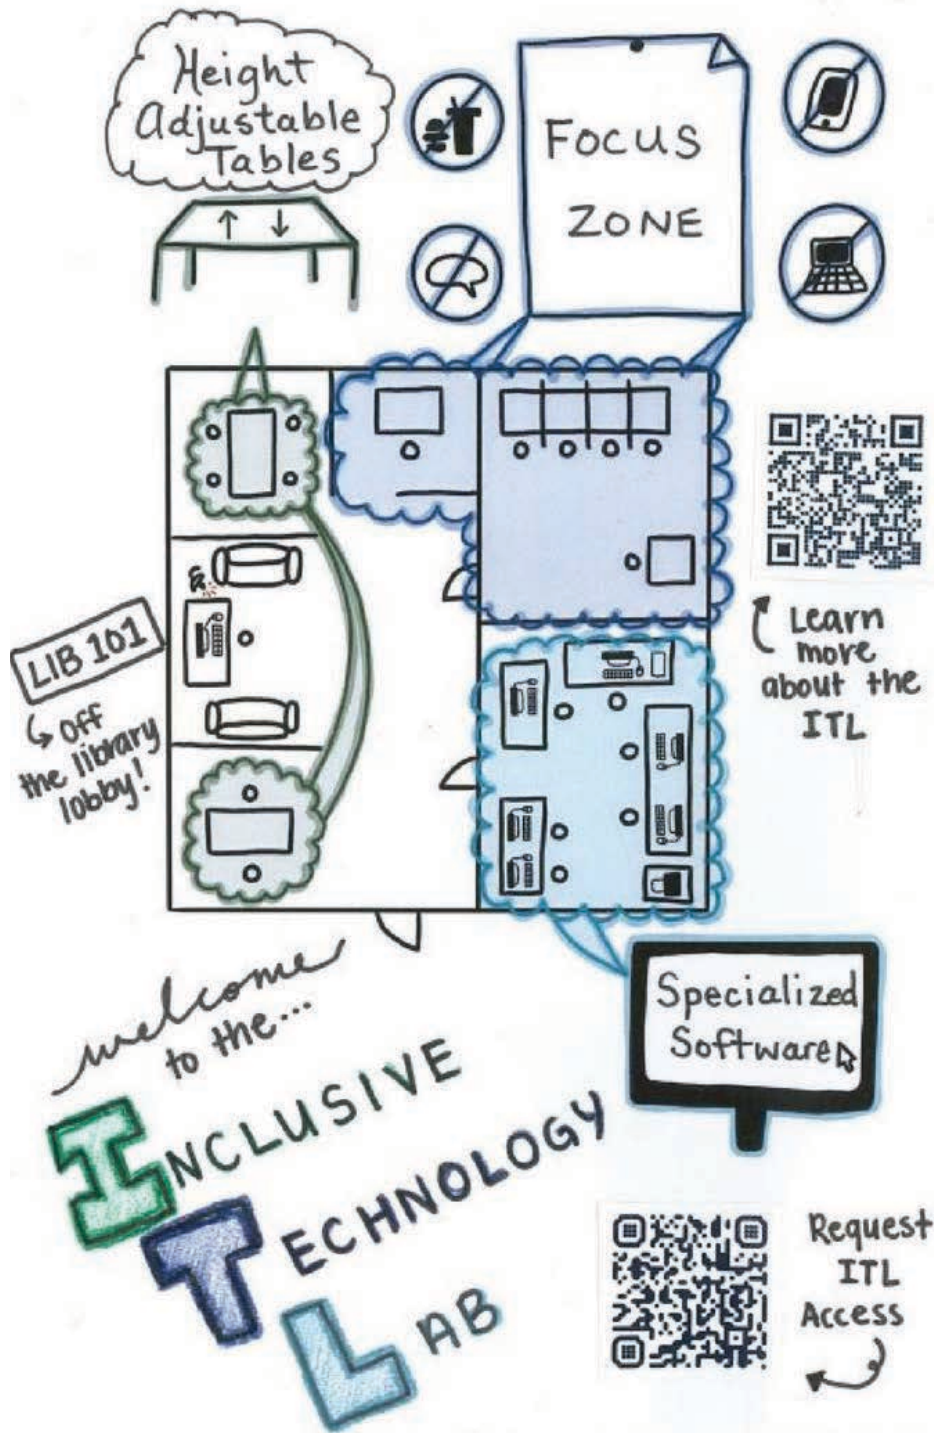 Height
Adjustable
Tables
↑ ↓
FOCUS
ZONE
LIB 101
off
the library
lobby!
Learn
more
about the
ITL
Specialized
Software
welcome
to the...
INCLUSIVE
TECHNOLOGY
LAB
Request
ITL
Access